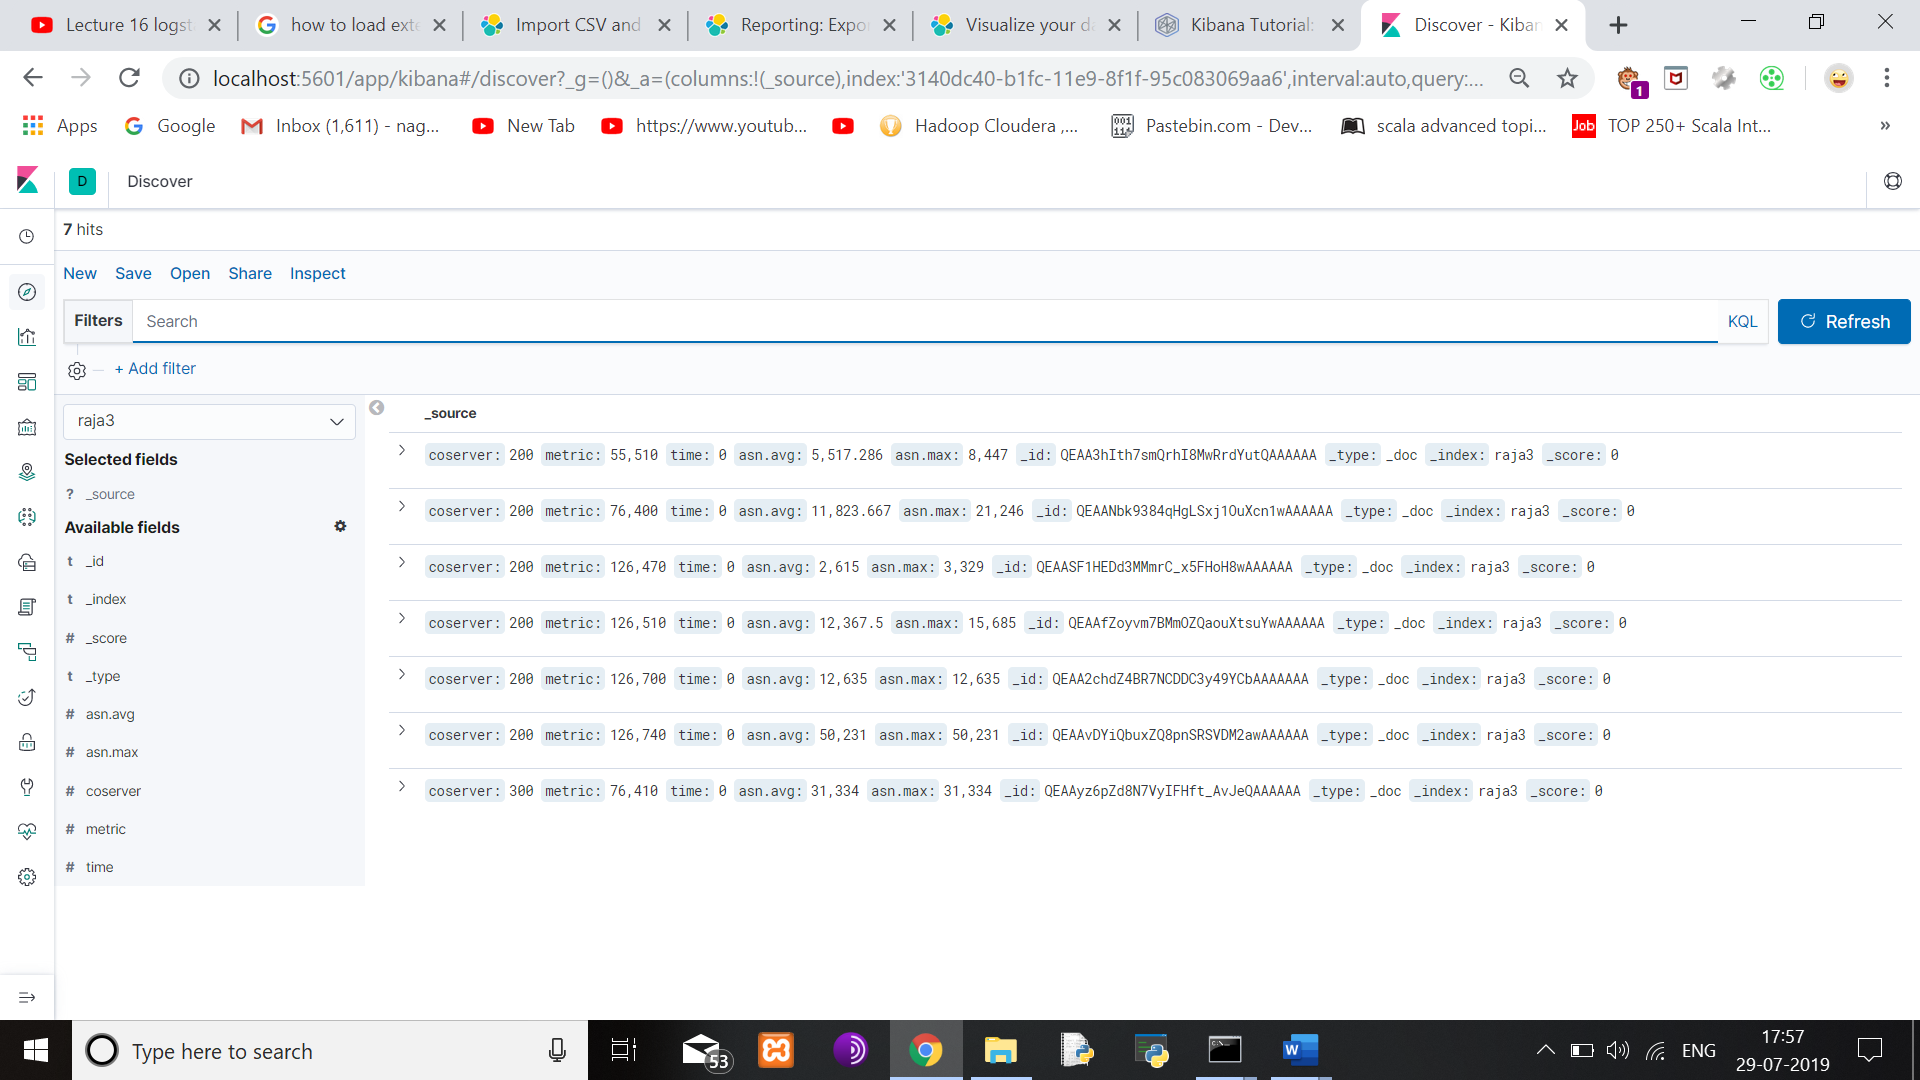 Lecture 16 logst
how to load exte
Import CSV and
Reporting: Expo
Visualize your da
Kibana Tutorial:
Discover - Kiban
localhost:5601/app/kibana#/discover?_g=()&_a=(columns:!(_source),index:'3140dc40-b1fc-11e9-8f1f-95c083069aa6',interval:auto,query:...
1
Apps
Google
Inbox (1,611) - nag...
New Tab
https://www.youtub...
Hadoop Cloudera ,...
Pastebin.com - Dev...
scala advanced topi...
Job
TOP 250+ Scala Int...
»
D
Discover
7 hits
New Save Open Share Inspect
Filters
Search
KQL
Refresh
+ Add filter
raja3
Selected fields
? _source
Available fields
t _id
t _index
# _score
t _type
# asn.avg
# asn.max
# coserver
# metric
# time
_source
coserver: 200 metric: 55,510 time: 0 asn.avg: 5,517.286 asn.max: 8,447 _id: QEAA3hIth7smQrhI8MwRrdYutQAAAAAA _type: _doc _index: raja3 _score: 0
coserver: 200 metric: 76,400 time: 0 asn.avg: 11,823.667 asn.max: 21,246 _id: QEAANbk9384qHgLSxj1OuXcn1wAAAAAA _type: _doc _index: raja3 _score: 0
coserver: 200 metric: 126,470 time: 0 asn.avg: 2,615 asn.max: 3,329 _id: QEAASF1HEDd3MMmrC_x5FHoH8wAAAAAA _type: _doc _index: raja3 _score: 0
coserver: 200 metric: 126,510 time: 0 asn.avg: 12,367.5 asn.max: 15,685 _id: QEAAfZoyvm7BMmOZQaouXtsuYwAAAAAA _type: _doc _index: raja3 _score: 0
coserver: 200 metric: 126,700 time: 0 asn.avg: 12,635 asn.max: 12,635 _id: QEAA2chdZ4BR7NCDDC3y49YCbAAAAAAA _type: _doc _index: raja3 _score: 0
coserver: 200 metric: 126,740 time: 0 asn.avg: 50,231 asn.max: 50,231 _id: QEAAvDYiQbuxZQ8pnSRSVDM2awAAAAAA _type: _doc _index: raja3 _score: 0
coserver: 300 metric: 76,410 time: 0 asn.avg: 31,334 asn.max: 31,334 _id: QEAAyz6pZd8N7VyIFHft_AvJeQAAAAAA _type: _doc _index: raja3 _score: 0
Type here to search
53
ENG
17:57
29-07-2019